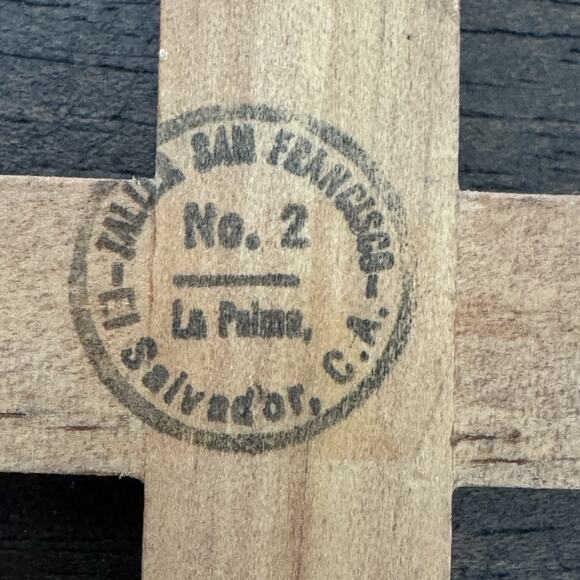 TALLER SAN FRANCISCO
No. 2
La Palma,
El Salvador, C.A.